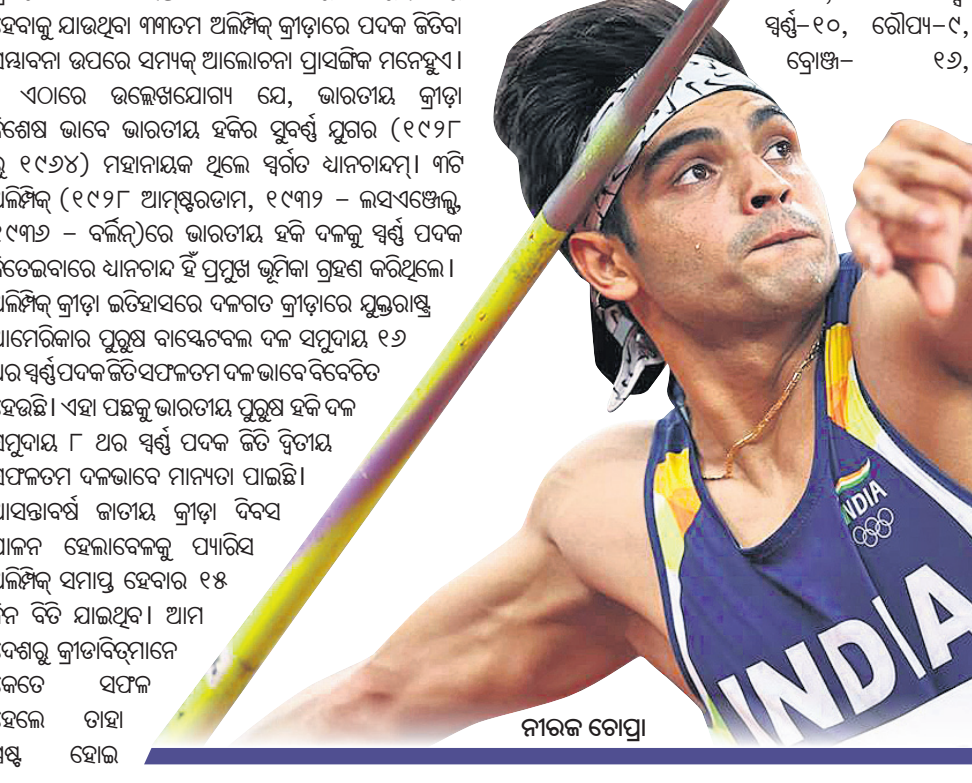 ହେବାକୁ ଯାଉଥିବା ୩୩ତମ ଅଲିମ୍ପିକ୍ କ୍ରୀଡ଼ାରେ ପଦକ ଜିତିବା
ସମ୍ଭାବନା ଉପରେ ସମ୍ୟକ୍ ଆଲୋଚନା ପ୍ରାସଙ୍ଗିକ ମନେହୁଏ।
ଏଠାରେ ଉଲ୍ଲେଖଯୋଗ୍ୟ ଯେ, ଭାରତୀୟ କ୍ରୀଡ଼ା
ବିଶେଷ ଭାବେ ଭାରତୀୟ ହକିର ସୁବର୍ଣ୍ଣ ଯୁଗର (୧୯୨୮
ରୁ ୧୯୬୪) ମହାନାୟକ ଥିଲେ ସ୍ୱର୍ଗତ ଧ୍ୟାନଚାନ୍ଦମ୍। ୩ଟି
ଅଲିମ୍ପିକ୍ (୧୯୨୮ ଆମ୍‌ଷ୍ଟରଡାମ, ୧୯୩୨ – ଲସଏଞ୍ଜେଲ୍ସ,
୧୯୩୬ – ବର୍ଲିନ୍)ରେ ଭାରତୀୟ ହକି ଦଳକୁ ସ୍ୱର୍ଣ୍ଣ ପଦକ
ଜିତେଇବାରେ ଧ୍ୟାନଚାନ୍ଦ ହିଁ ପ୍ରମୁଖ ଭୂମିକା ଗ୍ରହଣ କରିଥିଲେ।
ଅଲିମ୍ପିକ୍ କ୍ରୀଡ଼ା ଇତିହାସରେ ଦଳଗତ କ୍ରୀଡ଼ାରେ ଯୁକ୍ତରାଷ୍ଟ୍ର
ଆମେରିକାର ପୁରୁଷ ବାସ୍କେଟବଲ ଦଳ ସମୁଦାୟ ୧୬
ଥର ସ୍ୱର୍ଣ୍ଣପଦକ ଜିତି ସଫଳତମ ଦଳ ଭାବେ ବିବେଚିତ
ହେଉଛି। ଏହା ପଛକୁ ଭାରତୀୟ ପୁରୁଷ ହକି ଦଳ
ସମୁଦାୟ ୮ ଥର ସ୍ୱର୍ଣ୍ଣ ପଦକ ଜିତି ଦ୍ୱିତୀୟ
ସଫଳତମ ଦଳଭାବେ ମାନ୍ୟତା ପାଇଛି।
ଆସନ୍ତାବର୍ଷ ଜାତୀୟ କ୍ରୀଡ଼ା ଦିବସ
ପାଳନ ହେଲାବେଳକୁ ପ୍ୟାରିସ
ଅଲିମ୍ପିକ୍ ସମାପ୍ତ ହେବାର ୧୫
ଦିନ ବିତି ଯାଇଥିବ। ଆମ
ଦେଶରୁ କ୍ରୀଡାବିତ୍‌ମାନେ
କେତେ ସଫଳ
ହେଲେ ତାହା
ସ୍ପଷ୍ଟ ହୋଇ
ସ୍ୱର୍ଣ୍ଣ–୧୦, ରୌପ୍ୟ–୯,
ବ୍ରୋଞ୍ଜ– ୧୬,
INDIA
INDIA
ନୀରଜ ଚୋପ୍ରା